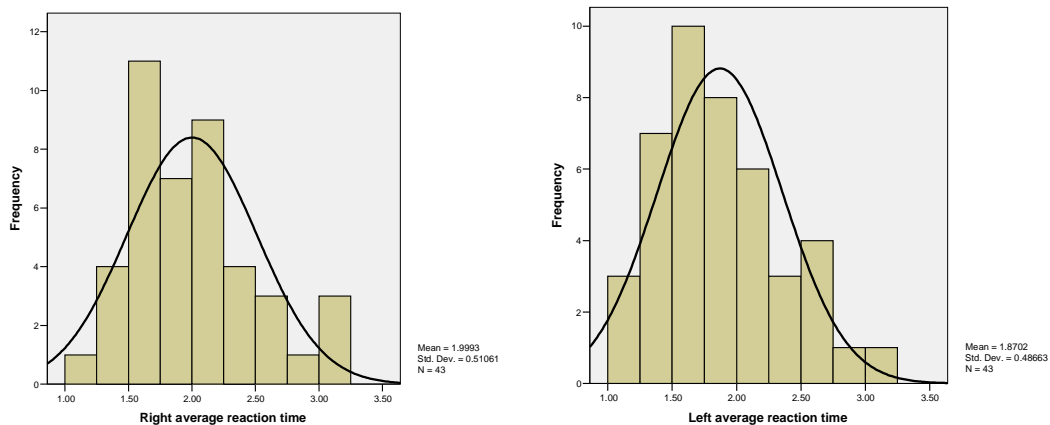 12
10
8
6
4
2
0
Frequency
1.00 1.50 2.00 2.50 3.00 3.50
Right average reaction time
Mean = 1.9993
Std. Dev. = 0.51061
N = 43
10
8
6
4
2
0
Frequency
1.00 1.50 2.00 2.50 3.00 3.50
Left average reaction time
Mean = 1.8702
Std. Dev. = 0.48663
N = 43